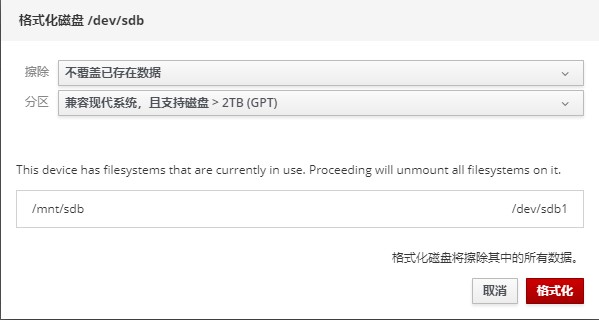 格式化磁盘 /dev/sdb
擦除 不覆盖已存在数据
分区 兼容现代系统，且支持磁盘 > 2TB (GPT)
This device has filesystems that are currently in use. Proceeding will unmount all filesystems on it.
/mnt/sdb /dev/sdb1
格式化磁盘将擦除其中的所有数据。
取消 格式化